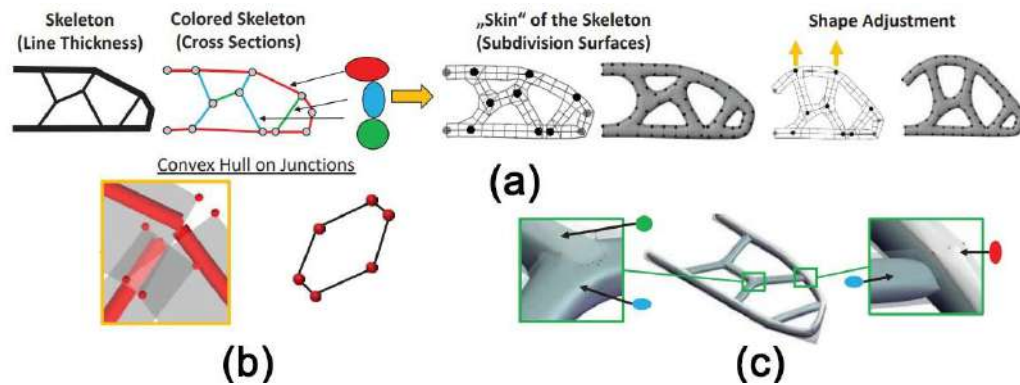 Skeleton
(Line Thickness)
Colored Skeleton
(Cross Sections)
„Skin“ of the Skeleton
(Subdivision Surfaces)
Shape Adjustment
Convex Hull on Junctions
(a)
(b)
(c)